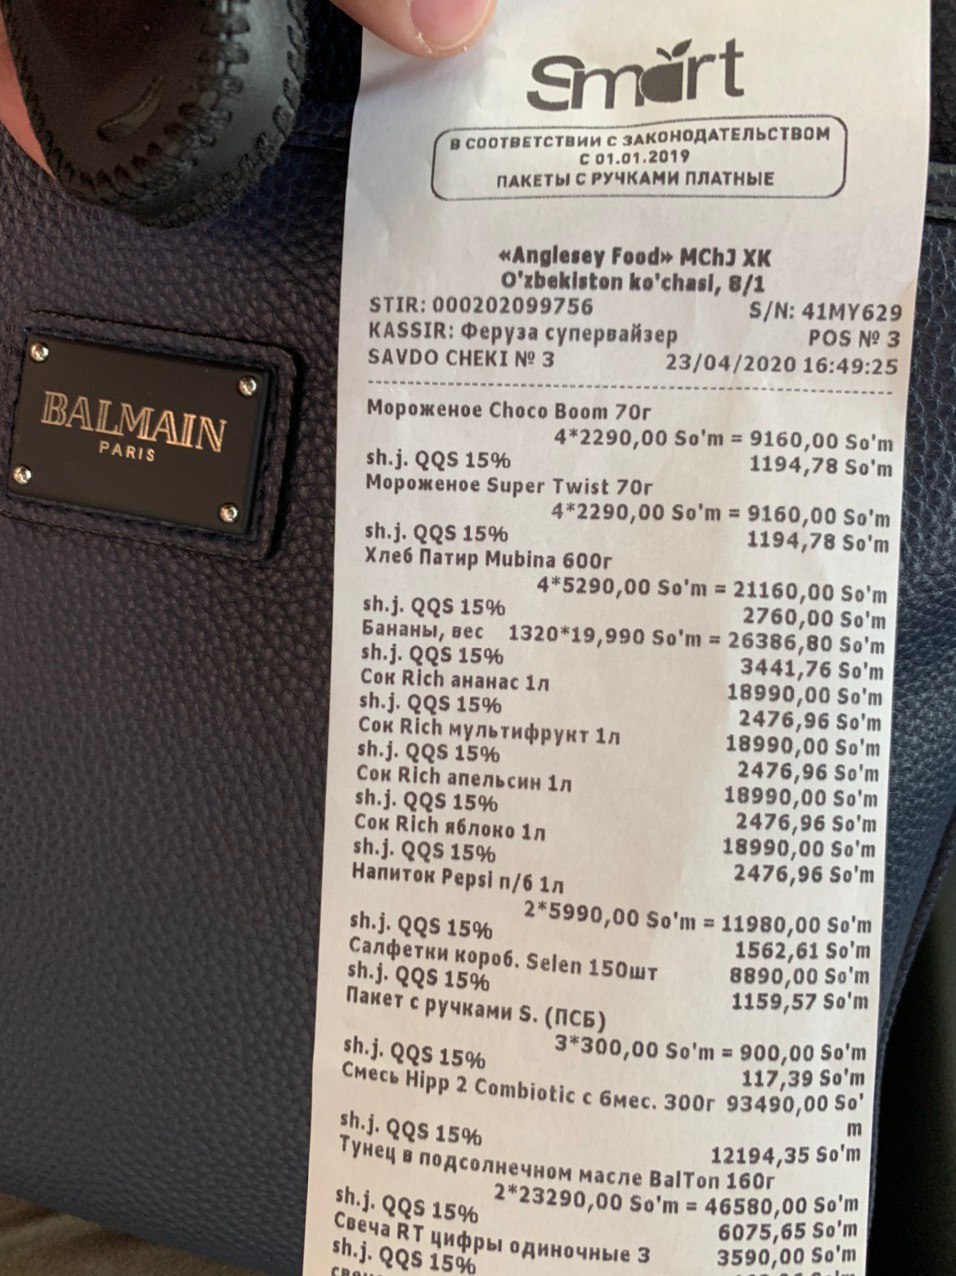 Smart
В СООТВЕТСТВИИ С ЗАКОНОДАТЕЛЬСТВОМ
С 01.01.2019
ПАКЕТЫ С РУЧКАМИ ПЛАТНЫЕ
«Anglesey Food» MChJ XK
O'zbekiston ko'chasi, 8/1
STIR: 000202099756 S/N: 41MY629
KASSIR: Феруза супервайзер POS № 3
SAVDO CHEKI № 3 23/04/2020 16:49:25
Мороженое Choco Boom 70г
4*2290,00 So'm = 9160,00 So'm
sh.j. QQS 15% 1194,78 So'm
Мороженое Super Twist 70г
4*2290,00 So'm = 9160,00 So'm
sh.j. QQS 15% 1194,78 So'm
Хлеб Патир Mubina 600г
4*5290,00 So'm = 21160,00 So'm
sh.j. QQS 15% 2760,00 So'm
Бананы, вес 1320*19,990 So'm = 26386,80 So'm
sh.j. QQS 15% 3441,76 So'm
Сок Rich ананас 1л 18990,00 So'm
sh.j. QQS 15% 2476,96 So'm
Сок Rich мультифрукт 1л 18990,00 So'm
sh.j. QQS 15% 2476,96 So'm
Сок Rich апельсин 1л 18990,00 So'm
sh.j. QQS 15% 2476,96 So'm
Сок Rich яблоко 1л 18990,00 So'm
sh.j. QQS 15% 2476,96 So'm
Напиток Pepsi п/б 1л
2*5990,00 So'm = 11980,00 So'm
sh.j. QQS 15% 1562,61 So'm
Салфетки короб. Selen 150шт 8890,00 So'm
sh.j. QQS 15% 1159,57 So'm
Пакет с ручками S. (ПСБ)
3*300,00 So'm = 900,00 So'm
sh.j. QQS 15% 117,39 So'm
Смесь Hipp 2 Combiotic с 6мес. 300г 93490,00 So'
m
sh.j. QQS 15% 12194,35 So'm
Тунец в подсолнечном масле BalTon 160г
2*23290,00 So'm = 46580,00 So'm
sh.j. QQS 15% 6075,65 So'm
Свеча RT цифры одиночные 3 3590,00 So'm
sh.j. QQS 15%
BALMAIN
PARIS